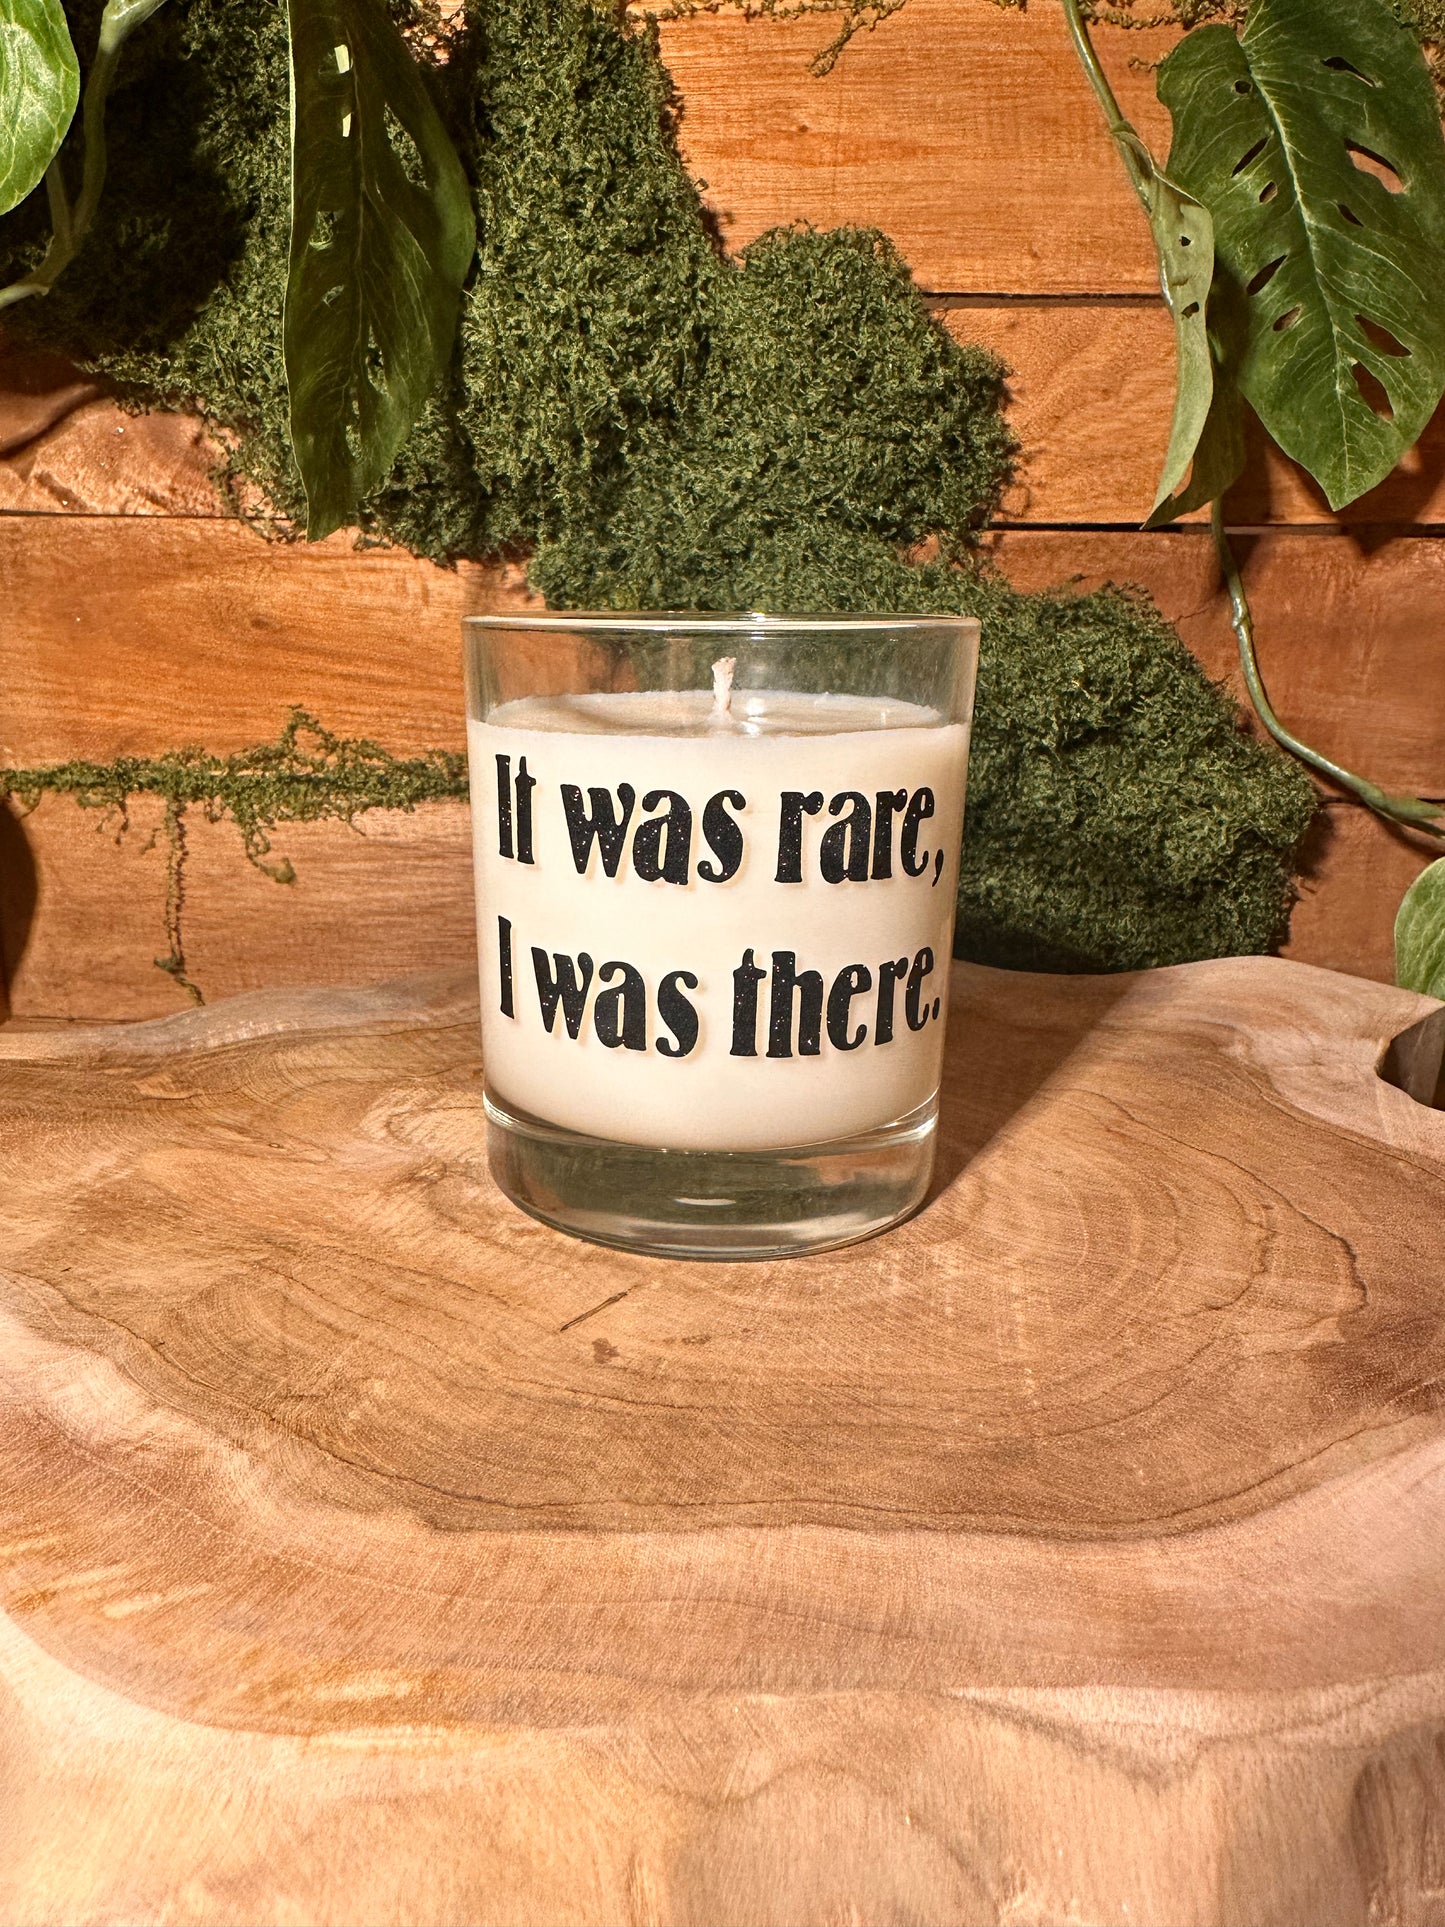 It was rare,
I was there.